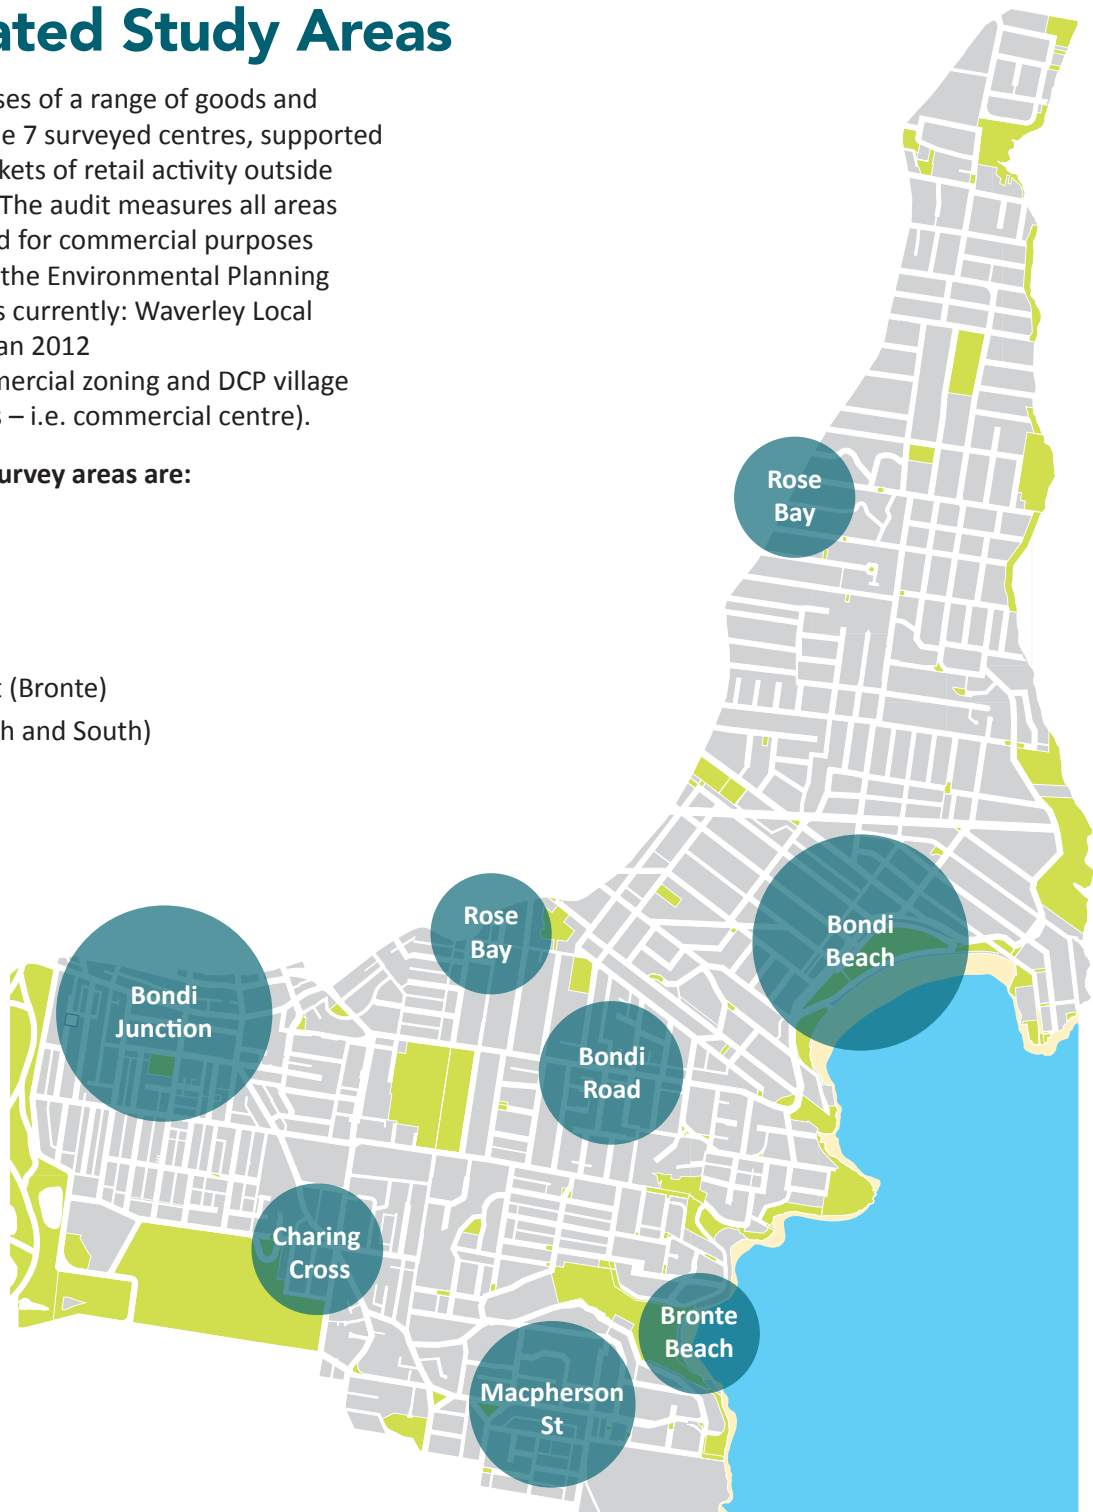 ated Study Areas
ses of a range of goods and
e 7 surveyed centres, supported
kets of retail activity outside
The audit measures all areas
d for commercial purposes
the Environmental Planning
s currently: Waverley Local
an 2012
mercial zoning and DCP village
s – i.e. commercial centre).
urvey areas are:
t (Bronte)
h and South)
Rose
Bay
Bondi
Beach
Rose
Bay
Bondi
Junction
Bondi
Road
Charing
Cross
Bronte
Beach
Macpherson
St